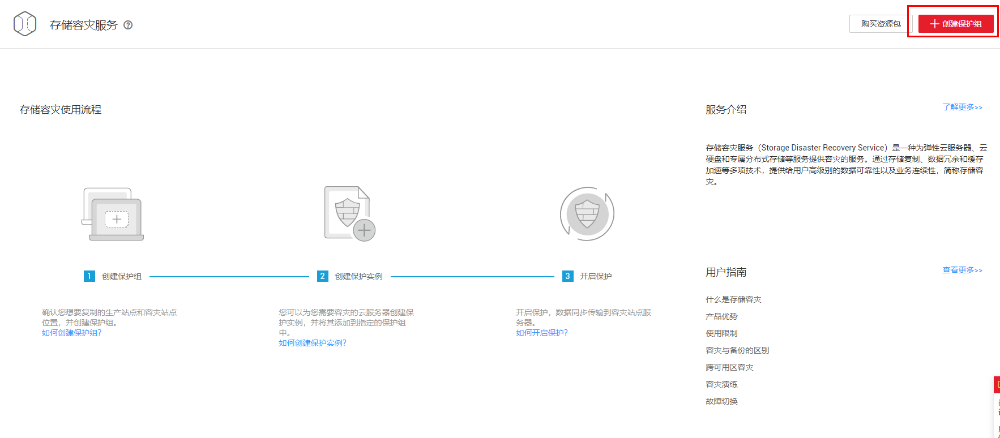 存储容灾服务
购买资源包
创建保护组
存储容灾使用流程
1 创建保护组
2 创建保护实例
3 开启保护
确认您想要复制的生产站点和容灾站点
位置，并创建保护组。
如何创建保护组?
您可以为您需要容灾的云服务器创建保
护实例，并将其添加到指定的保护组
中。
如何创建保护实例?
开启保护，数据同步传输到容灾站点服
务器。
如何开启保护?
服务介绍
了解更多>>
存储容灾服务（Storage Disaster Recovery Service）是一种为弹性云服务器、云
硬盘和专属分布式存储等服务提供容灾的服务。通过存储复制、数据冗余和缓存
加速等多项技术，提供给用户高级别的数据可靠性以及业务连续性，简称存储容
灾。
用户指南
查看更多>>
什么是存储容灾
产品优势
使用限制
容灾与备份的区别
跨可用区容灾
容灾演练
故障切换